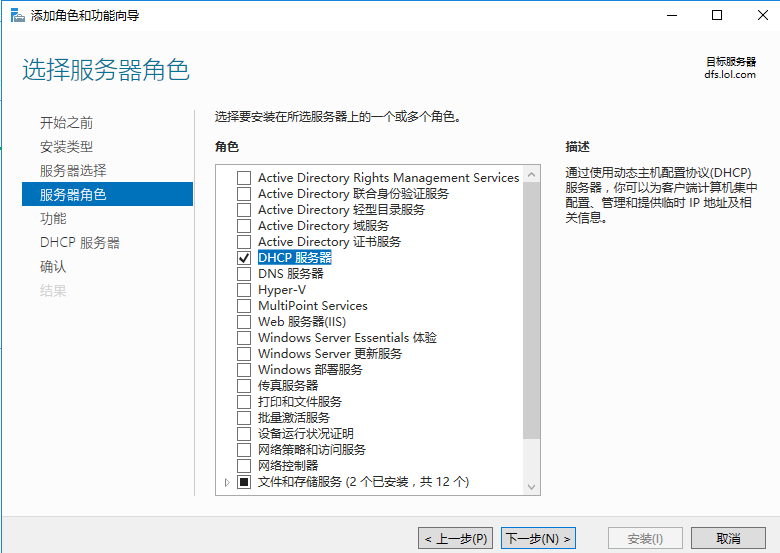 添加角色和功能向导
选择服务器角色
目标服务器
dfs.lol.com
开始之前
安装类型
服务器选择
服务器角色
功能
DHCP 服务器
确认
结果
选择要安装在所选服务器上的一个或多个角色。
角色
Active Directory Rights Management Services
Active Directory 联合身份验证服务
Active Directory 轻型目录服务
Active Directory 域服务
Active Directory 证书服务
DHCP 服务器
DNS 服务器
Hyper-V
MultiPoint Services
Web 服务器(IIS)
Windows Server Essentials 体验
Windows Server 更新服务
Windows 部署服务
传真服务器
打印和文件服务
批量激活服务
设备运行状况证明
网络策略和访问服务
网络控制器
文件和存储服务 (2 个已安装，共 12 个)
描述
通过使用动态主机配置协议(DHCP)
服务器，你可以为客户端计算机集中
配置、管理和提供临时 IP 地址及相
关信息。
< 上一步(P)
下一步(N) >
安装(I)
取消